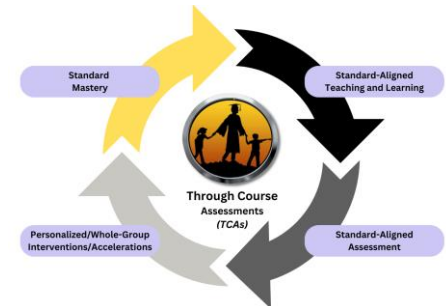 Standard
Mastery
Standard-Aligned
Teaching and Learning
Through Course
Assessments
(TCAs)
Personalized/Whole-Group
Interventions/Accelerations
Standard-Aligned
Assessment